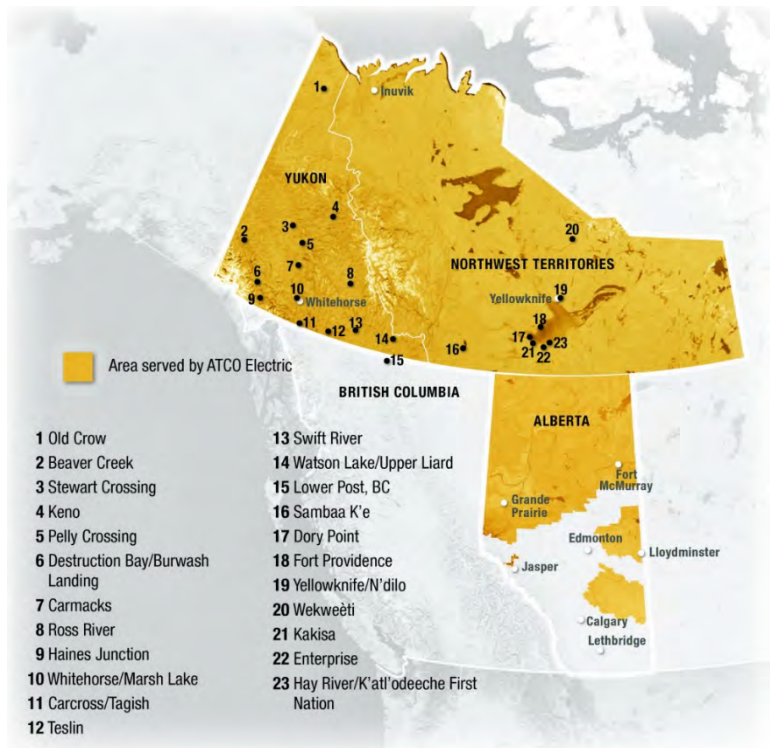 1
Inuvik
YUKON
4
3
2
5
20
7
NORTHWEST TERRITORIES
6
8
9
10
Whitehorse
Yellowknife
19
11
12
13
14
18
17
16
21
22
23
15
Area served by ATCO Electric
BRITISH COLUMBIA
ALBERTA
Fort
McMurray
Grande
Prairie
Edmonton
Lloydminster
Jasper
Calgary
Lethbridge
1 Old Crow
2 Beaver Creek
3 Stewart Crossing
4 Keno
5 Pelly Crossing
6 Destruction Bay/Burwash
Landing
7 Carmacks
8 Ross River
9 Haines Junction
10 Whitehorse/Marsh Lake
11 Carcross/Tagish
12 Teslin
13 Swift River
14 Watson Lake/Upper Liard
15 Lower Post, BC
16 Sambaa K'e
17 Dory Point
18 Fort Providence
19 Yellowknife/N'dilo
20 Wekweèti
21 Kakisa
22 Enterprise
23 Hay River/K'atl'odeeche First
Nation